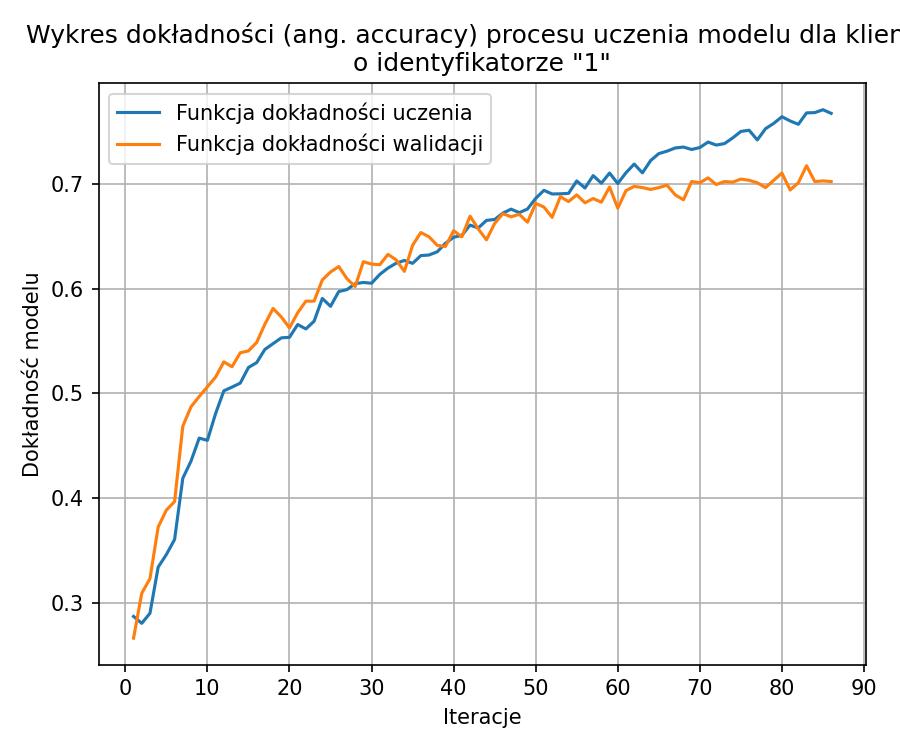 Wykres dokładności (ang. accuracy) procesu uczenia modelu dla
o identyfikatorze "1"
Funkcja dokładności uczenia
Funkcja dokładności walidacji
0.7
0.6
0.5
0.4
0.3
Dokładność modelu
0 10 20 30 40 50 60 70 80 90
Iteracje